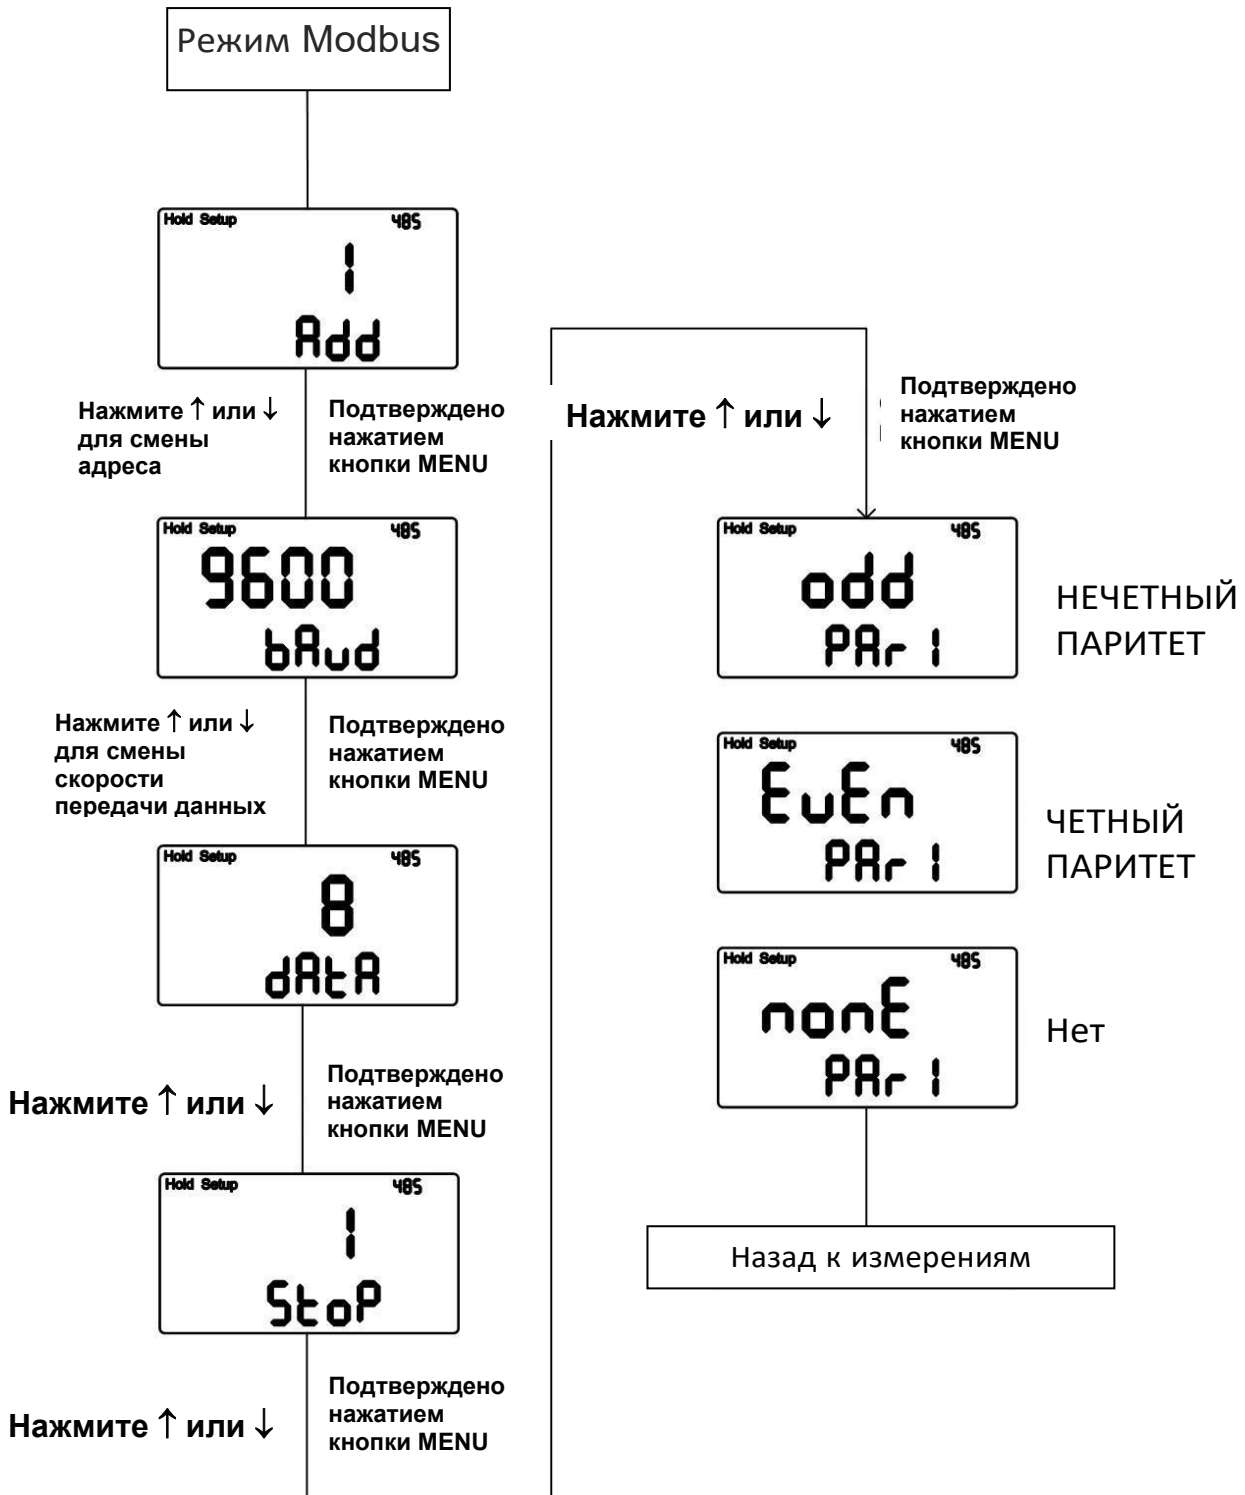 Режим Modbus
Hold Setup 485
1
Add
Нажмите ↑ или ↓
для смены
адреса
Подтверждено
нажатием
кнопки MENU
Hold Setup 485
9600
bAud
Нажмите ↑ или ↓
для смены
скорости
передачи данных
Подтверждено
нажатием
кнопки MENU
Hold Setup 485
8
dAtA
Нажмите ↑ или ↓
Подтверждено
нажатием
кнопки MENU
Hold Setup 485
1
StoP
Нажмите ↑ или ↓
Подтверждено
нажатием
кнопки MENU
Нажмите ↑ или ↓
Подтверждено
нажатием
кнопки MENU
Hold Setup 485
odd
PAr I
НЕЧЕТНЫЙ
ПАРИТЕТ
Hold Setup 485
EvEn
PAr I
ЧЕТНЫЙ
ПАРИТЕТ
Hold Setup 485
nonE
PAr I
Нет
Назад к измерениям